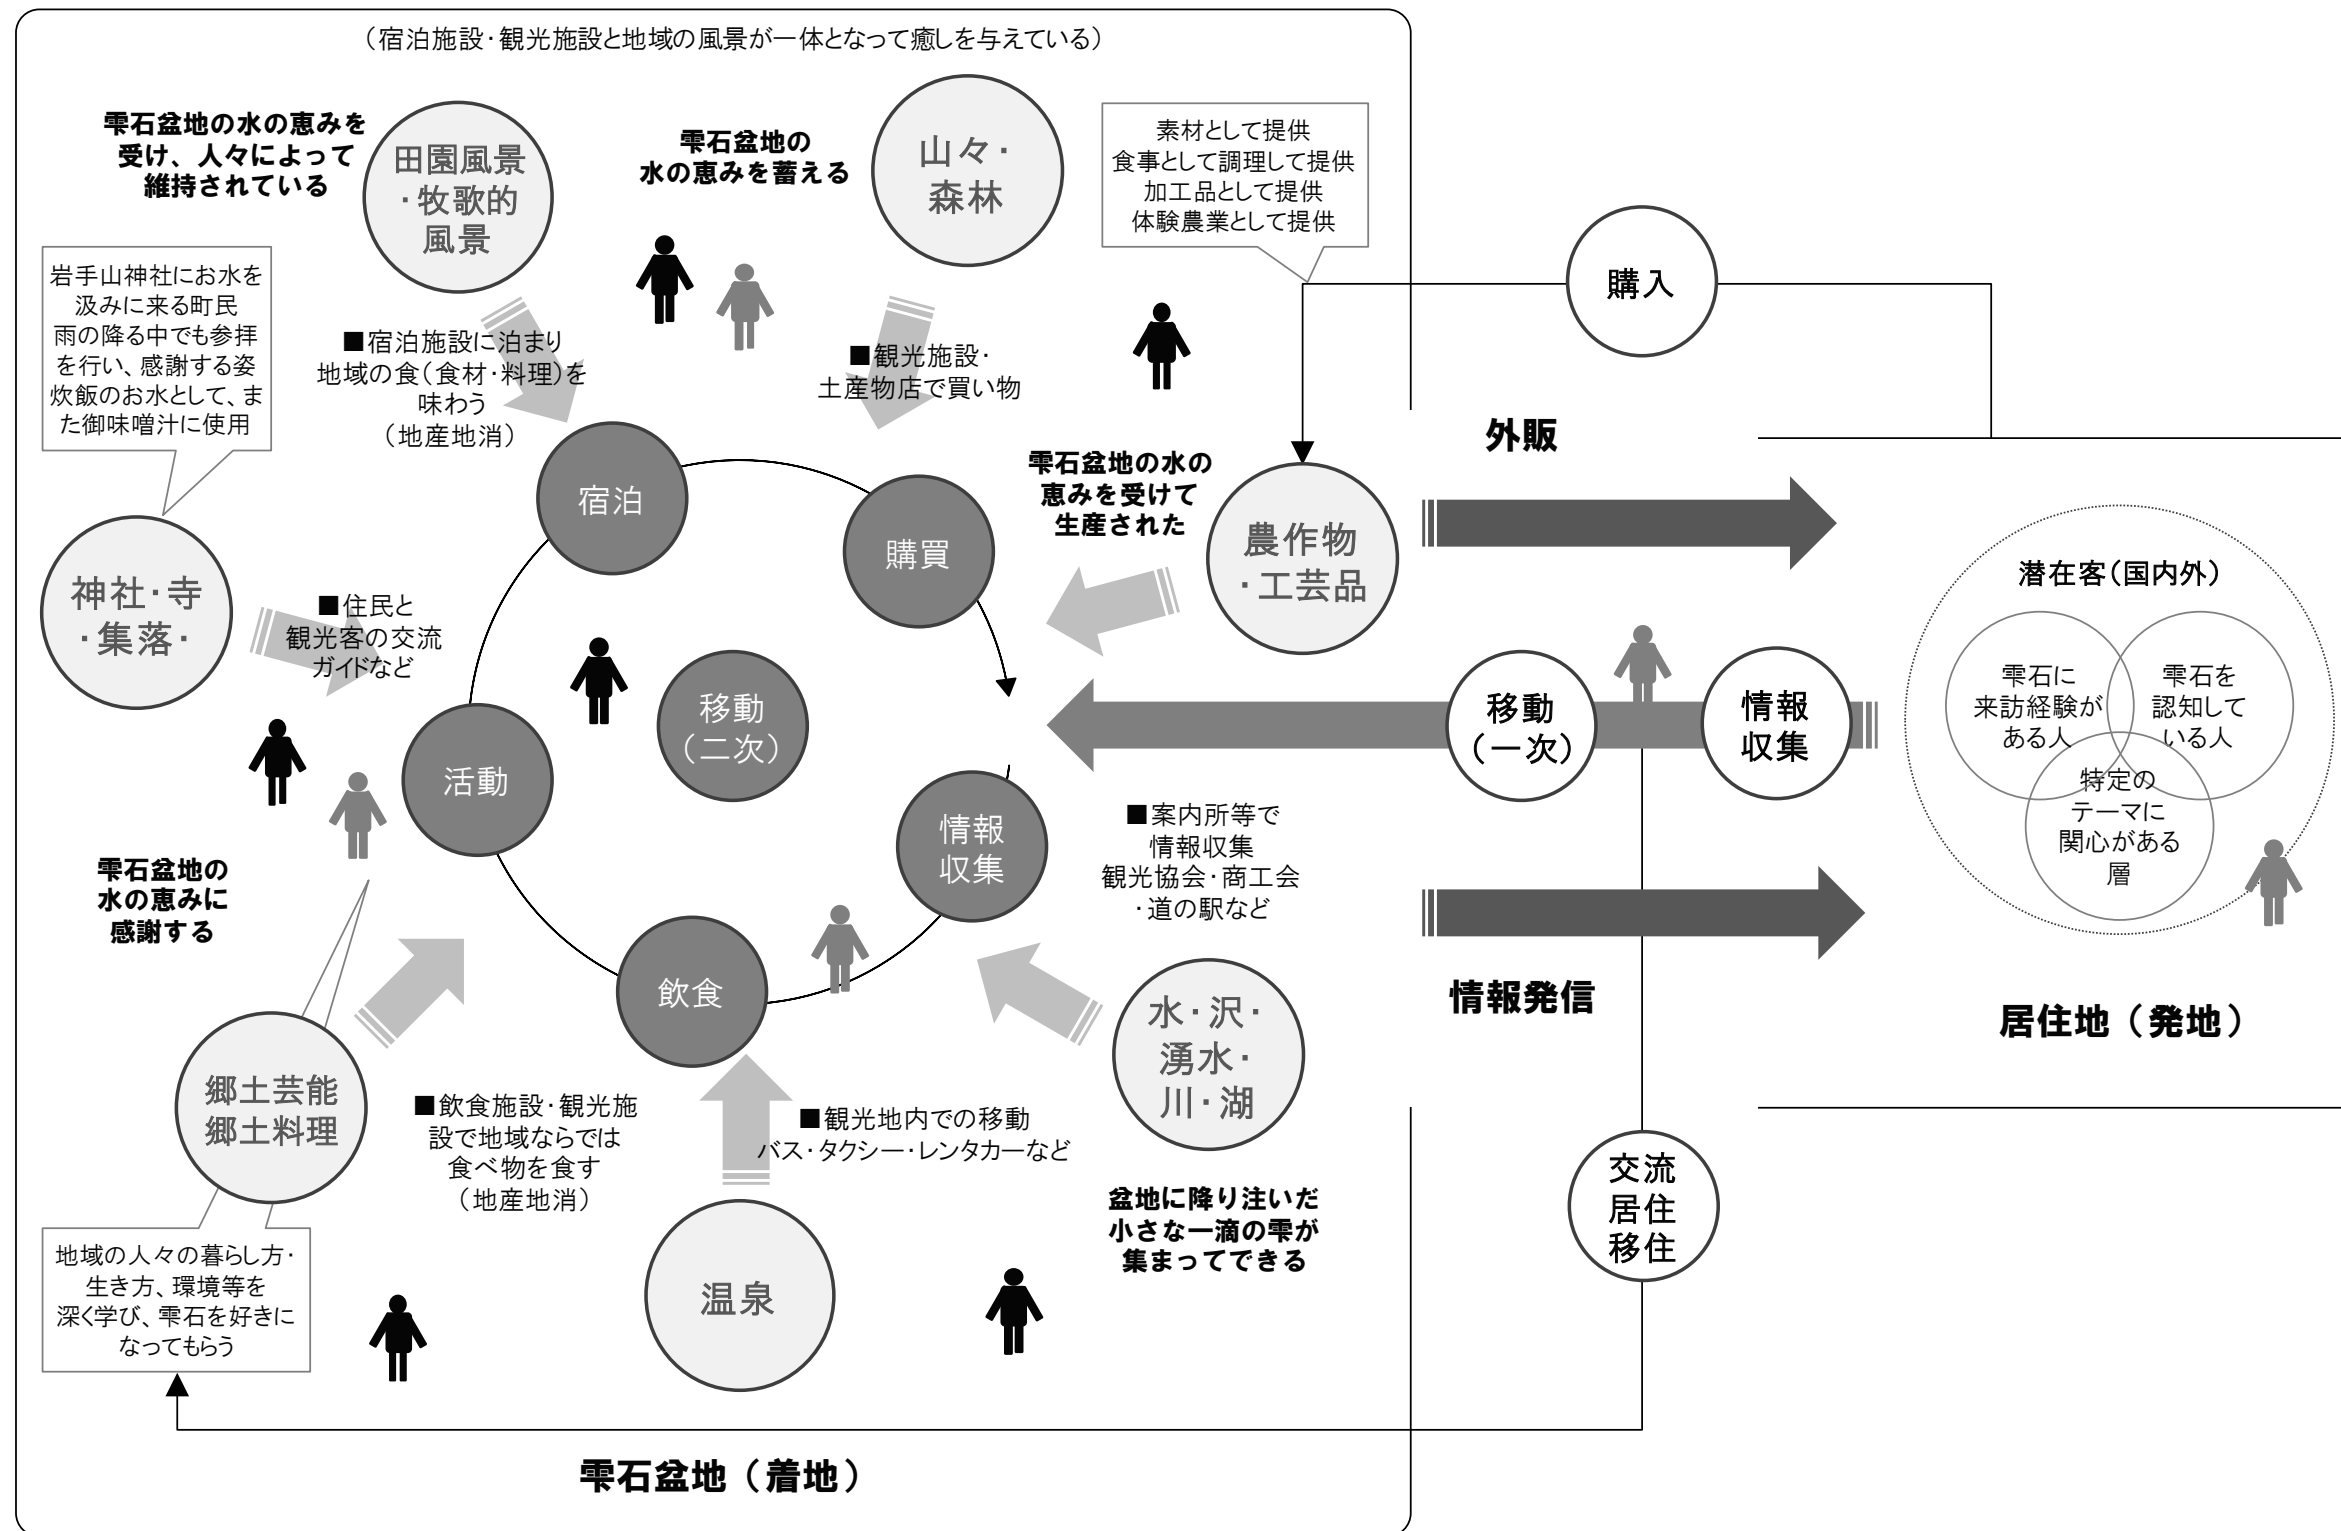 （宿泊施設・観光施設と地域の風景が一体となって癒しを与えている）
雫石盆地の水の恵みを
受け、人々によって
維持されている
田園風景
・牧歌的
風景
雫石盆地の
水の恵みを蓄える
山々・
森林
素材として提供
食事として調理して提供
加工品として提供
体験農業として提供
購入
岩手山神社にお水を
汲みに来る町民
雨の降る中でも参拝
を行い、感謝する姿
炊飯のお水として、ま
た御味噌汁に使用
■宿泊施設に泊まり
地域の食（食材・料理）を
味わう
（地産地消）
■観光施設・
土産物店で買い物
外販
宿泊
購買
雫石盆地の水の
恵みを受けて
生産された
農作物
・工芸品
神社・寺
・集落・
■住民と
観光客の交流
ガイドなど
潜在客（国内外）
雫石に
来訪経験が
ある人
雫石を
認知して
いる人
特定の
テーマに
関心がある
層
移動
（二次）
移動
（一次）
情報
収集
活動
情報
収集
■案内所等で
情報収集
観光協会・商工会
・道の駅など
雫石盆地の
水の恵みに
感謝する
飲食
水・沢・
湧水・
川・湖
情報発信
居住地（発地）
郷土芸能
郷土料理
■飲食施設・観光施
設で地域ならでは
食べ物を食す
（地産地消）
■観光地内での移動
バス・タクシー・レンタカーなど
盆地に降り注いだ
小さな一滴の雫が
集まってできる
交流
居住
移住
地域の人々の暮らし方・
生き方、環境等を
深く学び、雫石を好きに
なってもらう
温泉
雫石盆地（着地）